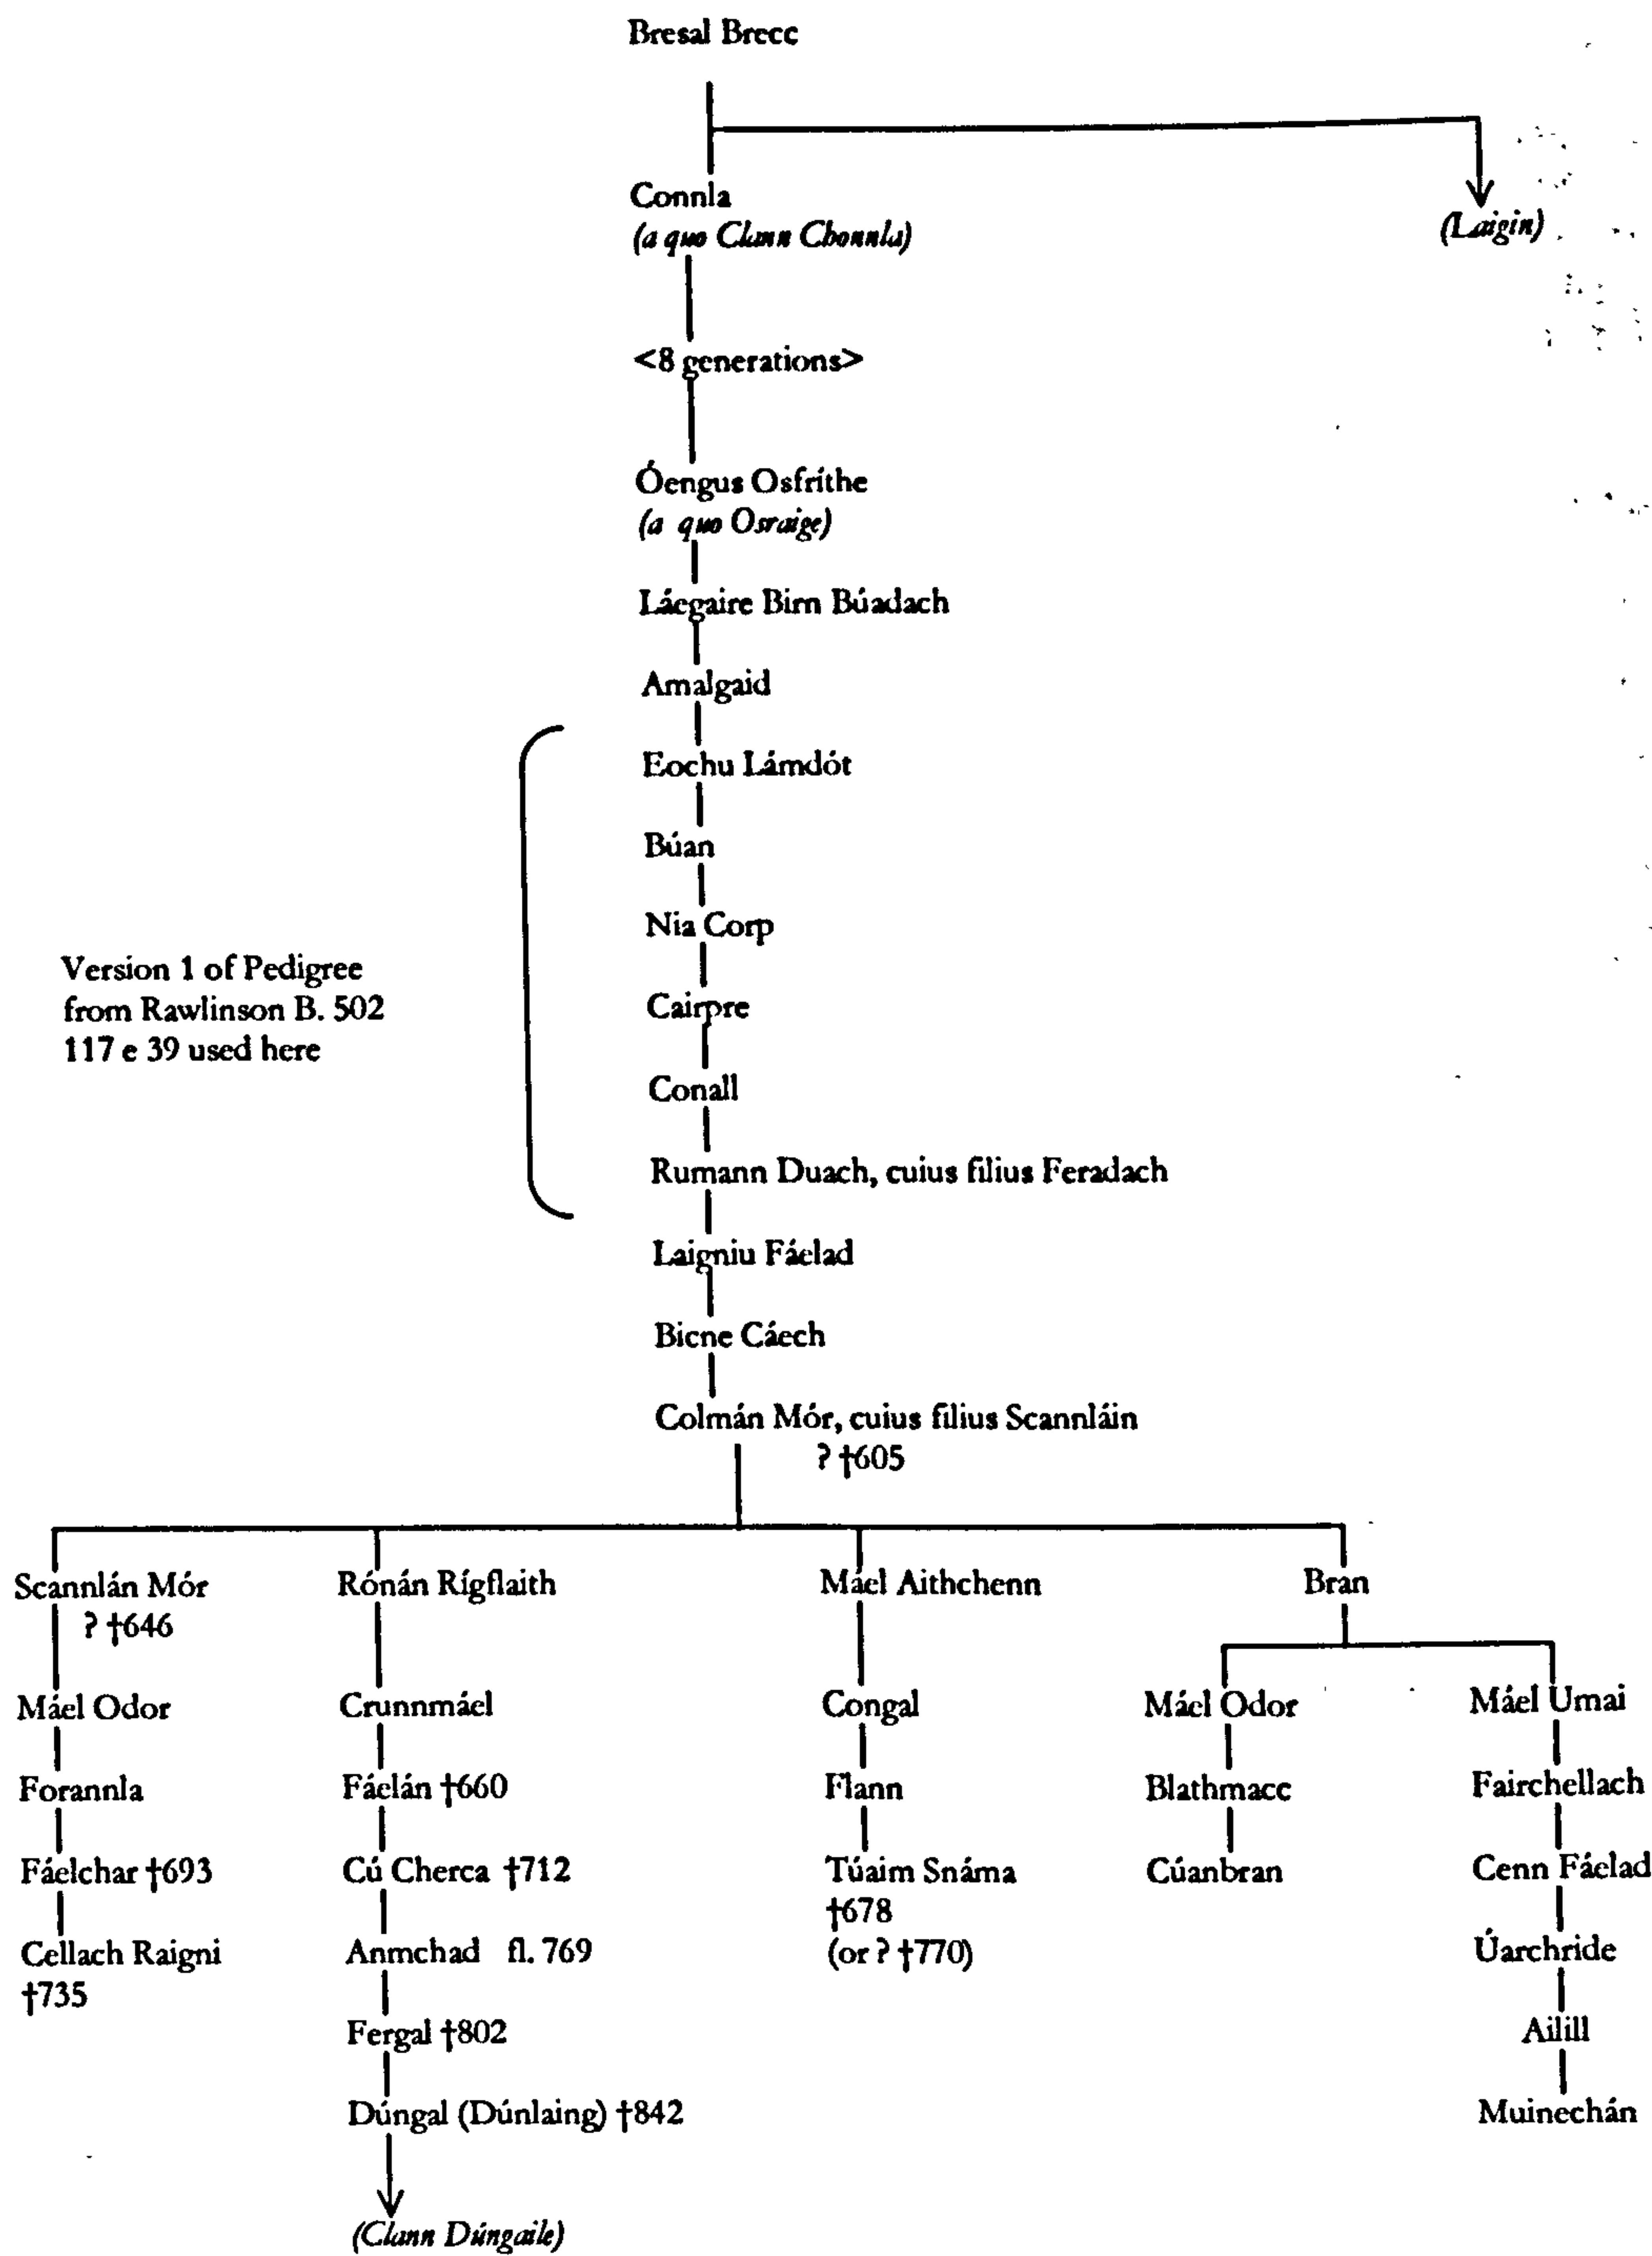 Bresal Brecc
Connla
(a quo Clann Chonnla)
(Laigin)
<8 generations>
Óengus Osfríthe
(a quo Osraige)
Láegaire Birn Búadach
Amalgaid
Eochu Lámdót
Búan
Nia Corp
Cairpre
Conall
Rumann Duach, cuius filius Feradach
Version 1 of Pedigree
from Rawlinson B. 502
117 e 39 used here
Laigniu Fáelad
Bicne Cáech
Colmán Mór, cuius filius Scannláin
? †605
Scannlán Mór
? †646
Máel Odor
Forannla
Fáelchar †693
Cellach Raigni
†735
Rónán Rígflaith
Crunnmáel
Fáelán †660
Cú Cherca †712
Anmchad fl. 769
Fergal †802
Dúngal (Dúnlaing) †842
(Clann Dúngaile)
Máel Aithchenn
Congal
Flann
Túaim Snáma
†678
(or ? †770)
Bran
Máel Odor
Blathmacc
Cúanbran
Máel Umai
Fairchellach
Cenn Fáelad
Úarchride
Ailill
Muinechán